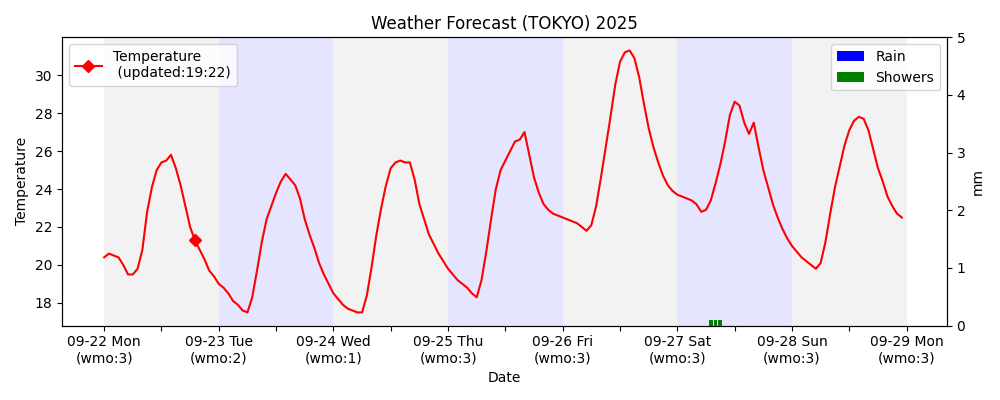 Weather Forecast (TOKYO) 2025
Temperature
(updated:19:22)
Rain
Showers
Temperature
30
28
26
24
22
20
18
5
4
3
2
1
0
mm
09-22 Mon
(wmo:3)
09-23 Tue
(wmo:2)
09-24 Wed
(wmo:1)
09-25 Thu
(wmo:3)
09-26 Fri
(wmo:3)
09-27 Sat
(wmo:3)
09-28 Sun
(wmo:3)
09-29 Mon
(wmo:3)
Date